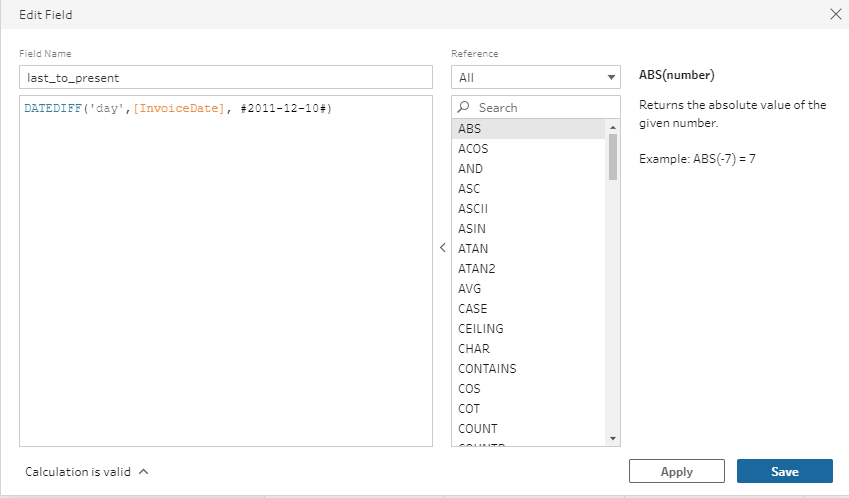 Edit Field
Field Name
last_to_present
DATEDIFF('day',[InvoiceDate], #2011-12-10#)
Reference
All
Search
ABS
ACOS
AND
ASC
ASCII
ASIN
ATAN
ATAN2
AVG
CASE
CEILING
CHAR
CONTAINS
COS
COT
COUNT
ABS(number)
Returns the absolute value of the
given number.
Example: ABS(-7) = 7
Calculation is valid
Apply
Save